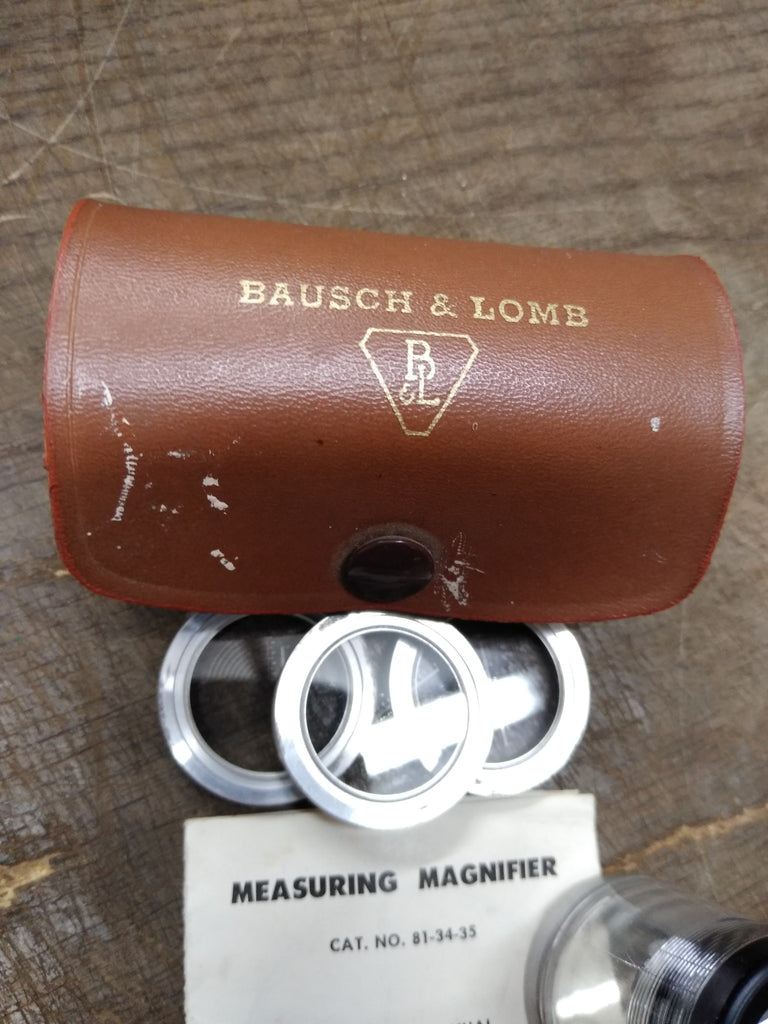 BAUSCH & LOMB
B
&L
MEASURING MAGNIFIER
CAT. NO. 81-34-35